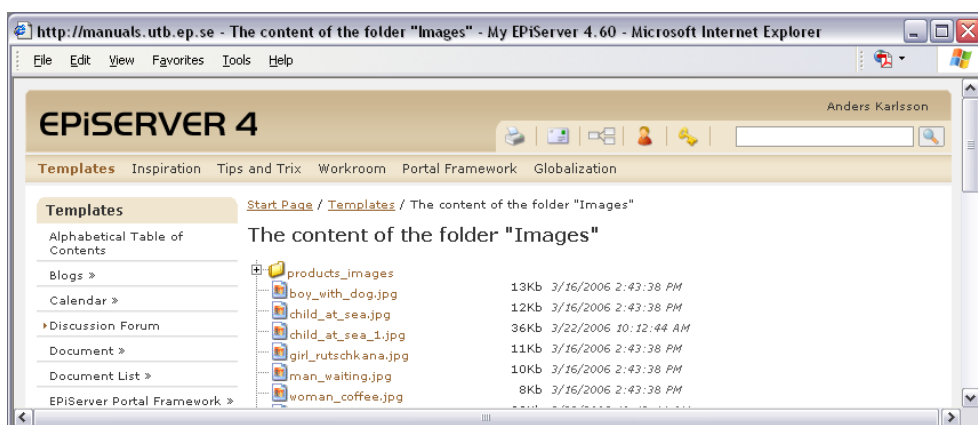 http://manuals.utb.ep.se - The content of the folder "Images" - My EPiServer 4.60 - Microsoft Internet Explorer
File Edit View Favorites Tools Help
Anders Karlsson
EPiSERVER 4
Templates Inspiration Tips and Trix Workroom Portal Framework Globalization
Templates
Alphabetical Table of
Contents
Blogs »
Calendar »
Discussion Forum
Document »
Document List »
EPiServer Portal Framework »
Start Page / Templates / The content of the folder "Images"
The content of the folder "Images"
products_images
boy_with_dog.jpg 13Kb 3/16/2006 2:43:38 PM
child_at_sea.jpg 12Kb 3/16/2006 2:43:38 PM
child_at_sea_1.jpg 36Kb 3/22/2006 10:12:44 AM
girl_rutschkana.jpg 11Kb 3/16/2006 2:43:38 PM
man_waiting.jpg 10Kb 3/16/2006 2:43:38 PM
woman_coffee.jpg 8Kb 3/16/2006 2:43:38 PM